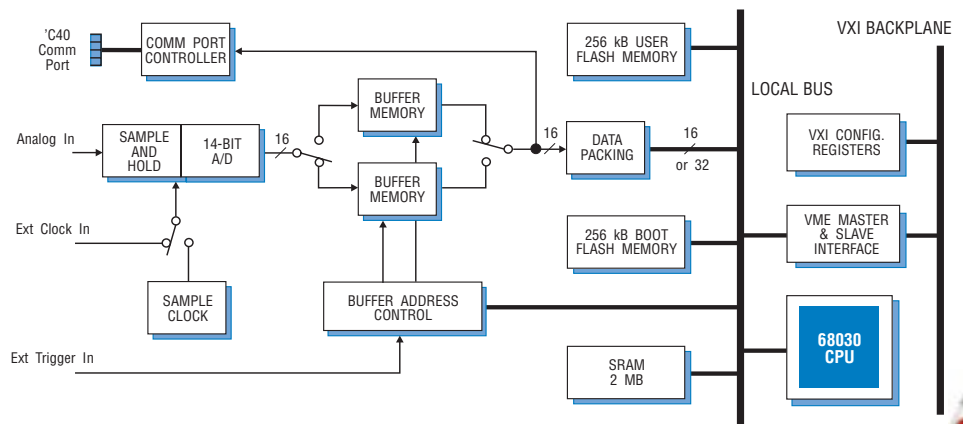 'C40
Comm
Port
COMM PORT
CONTROLLER
256 kB USER
FLASH MEMORY
VXI BACKPLANE
LOCAL BUS
BUFFER
MEMORY
Analog In
SAMPLE
AND
HOLD
14-BIT
A/D
16
BUFFER
MEMORY
16
DATA
PACKING
16
or 32
VXI CONFIG.
REGISTERS
Ext Clock In
256 kB BOOT
FLASH MEMORY
VME MASTER
& SLAVE
INTERFACE
SAMPLE
CLOCK
BUFFER ADDRESS
CONTROL
Ext Trigger In
SRAM
2 MB
68030
CPU